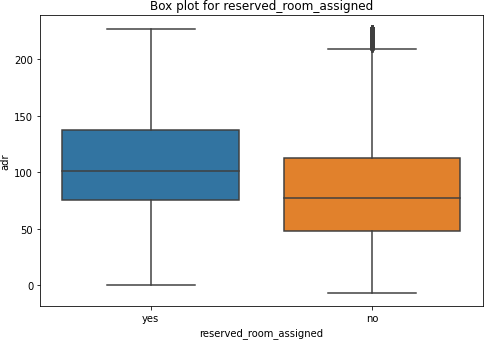 Box plot for reserved_room_assigned
200
150
100
50
0
adr
yes
no
reserved_room_assigned